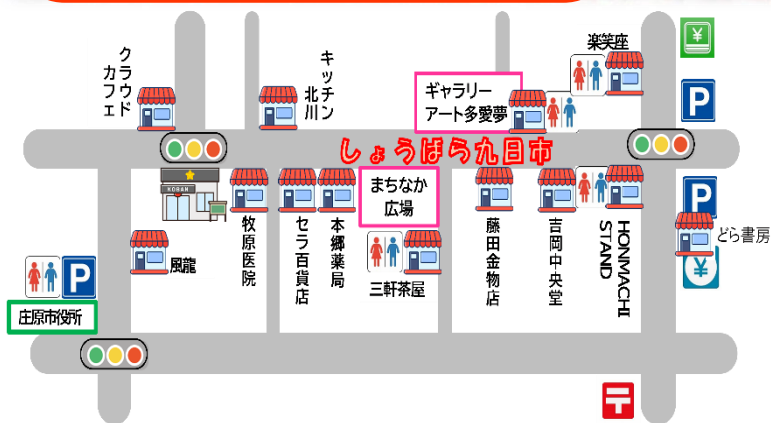 楽笑座
クラウド
カフェ
キッチン
北川
ギャラリー
アート多愛夢
¥
P
しょうばら九日市
KOBAN
牧原医院
セラ百貨店
本郷薬局
まちなか
広場
藤田金物店
吉岡中央堂
HONMACHI
STAND
P
どら書房
¥
風龍
三軒茶屋
P
庄原市役所
〒